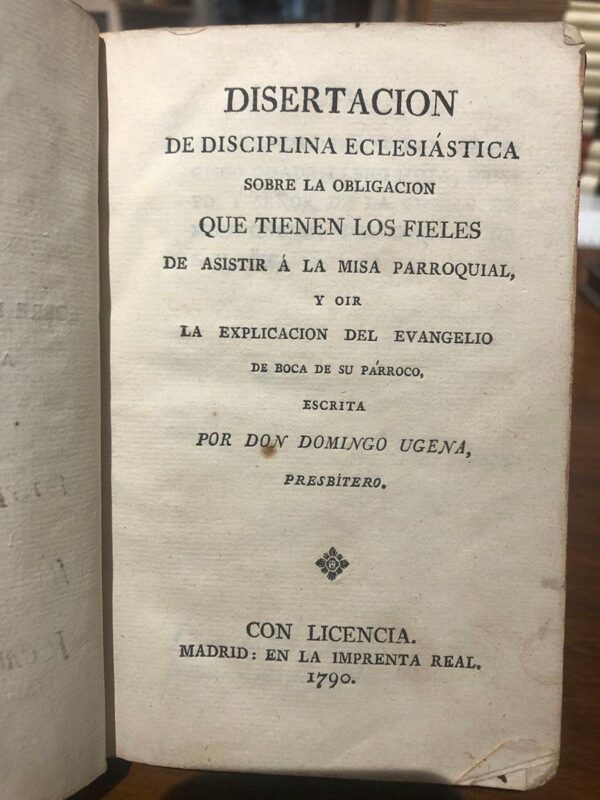 DISERTACION
DE DISCIPLINA ECLESIÁSTICA
SOBRE LA OBLIGACION
QUE TIENEN LOS FIELES
DE ASISTIR Á LA MISA PARROQUIAL,
Y OIR
LA EXPLICACION DEL EVANGELIO
DE BOCA DE SU PÁRROCO,
ESCRITA
POR DON DOMINGO UGENA,
PRESBÍTERO.
CON LICENCIA.
MADRID: EN LA IMPRENTA REAL.
1790.